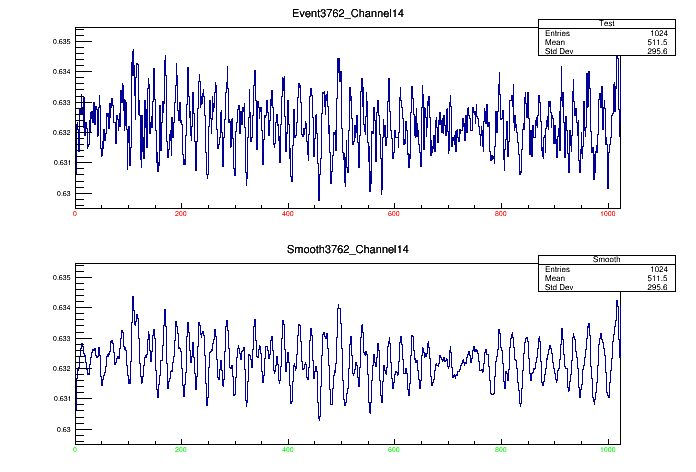 Event3762_Channel14
Test
Entries 1024
Mean 511.5
Std Dev 295.6
0.635
0.634
0.633
0.632
0.631
0.63
0 200 400 600 800 1000
Smooth3762_Channel14
Smooth
Entries 1024
Mean 511.5
Std Dev 295.6
0.635
0.634
0.633
0.632
0.631
0.63
0 200 400 600 800 1000